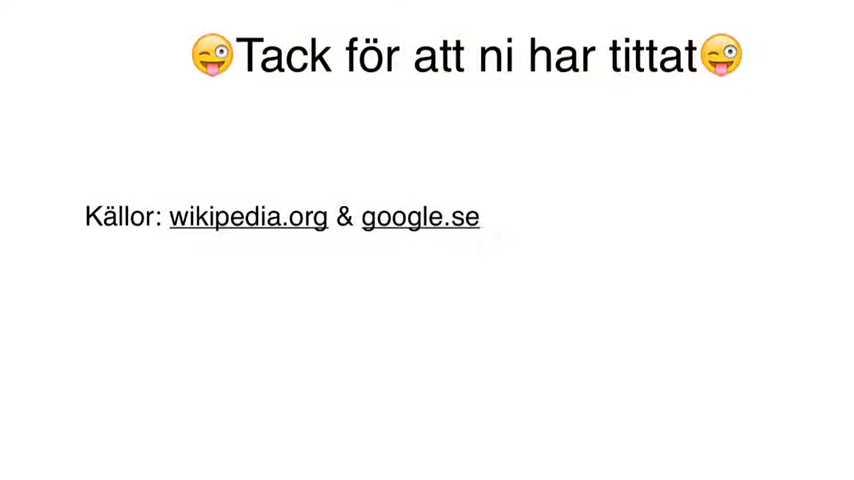 😜Tack för att ni har tittat😜
Källor: wikipedia.org & google.se